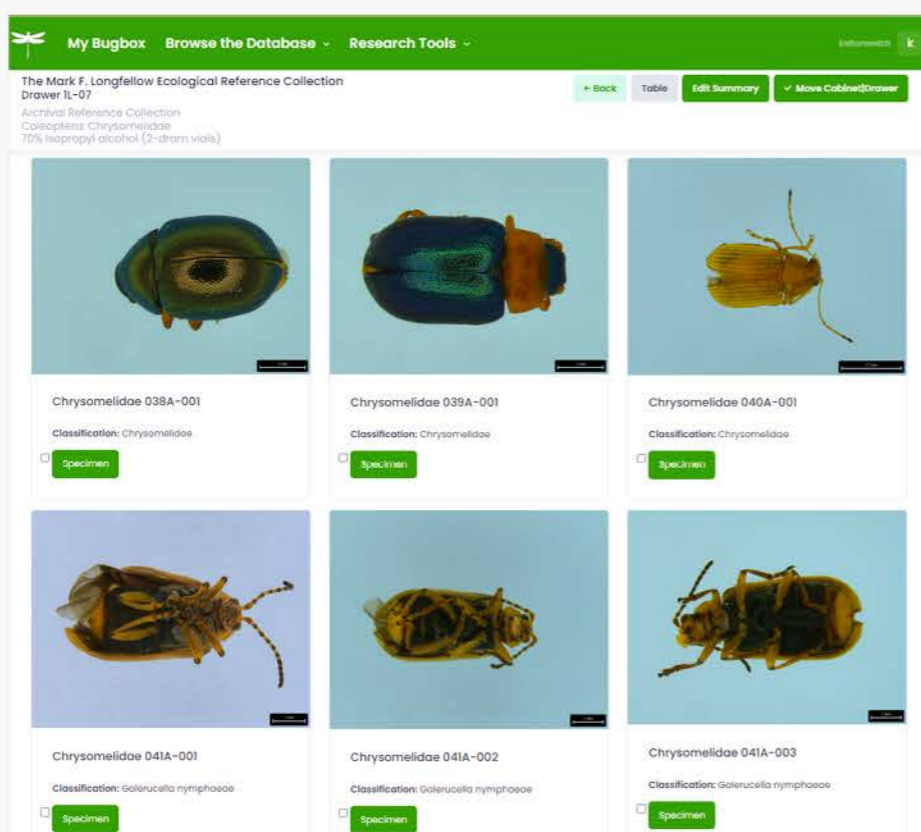 My Bugbox Browse the Database Research Tools k
The Mark F. Longfellow Ecological Reference Collection
Drawer 1L-07
Archival Reference Collection
Coleoptera: Chrysomelidae
70% isopropyl alcohol (2-dram vials)
← Back Table Edit Summary ✓ Move Cabinet|Drawer
Chrysomelidae 038A-001 Chrysomelidae 039A-001 Chrysomelidae 040A-001
Classification: Chrysomelidae Classification: Chrysomelidae Classification: Chrysomelidae
Specimen Specimen Specimen
Chrysomelidae 041A-001 Chrysomelidae 041A-002 Chrysomelidae 041A-003
Classification: Galerucella nymphaeae Classification: Galerucella nymphaeae Classification: Galerucella nymphaeae
Specimen Specimen Specimen